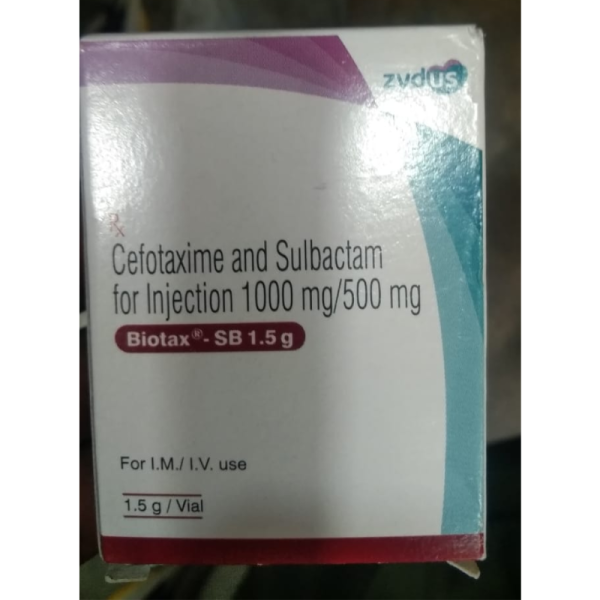 zydus
Rx
Cefotaxime and Sulbactam
for Injection 1000 mg/500 mg
Biotax®- SB 1.5 g
For I.M./ I.V. use
1.5 g / Vial